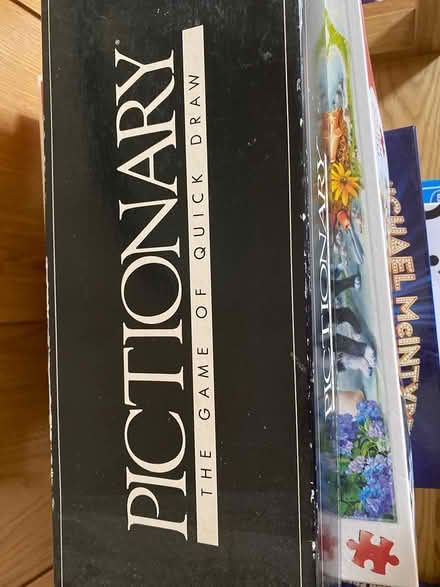 PICTIONARY®
THE GAME OF QUICK DRAW
PICTIONARY
MICHAEL McINTYRE